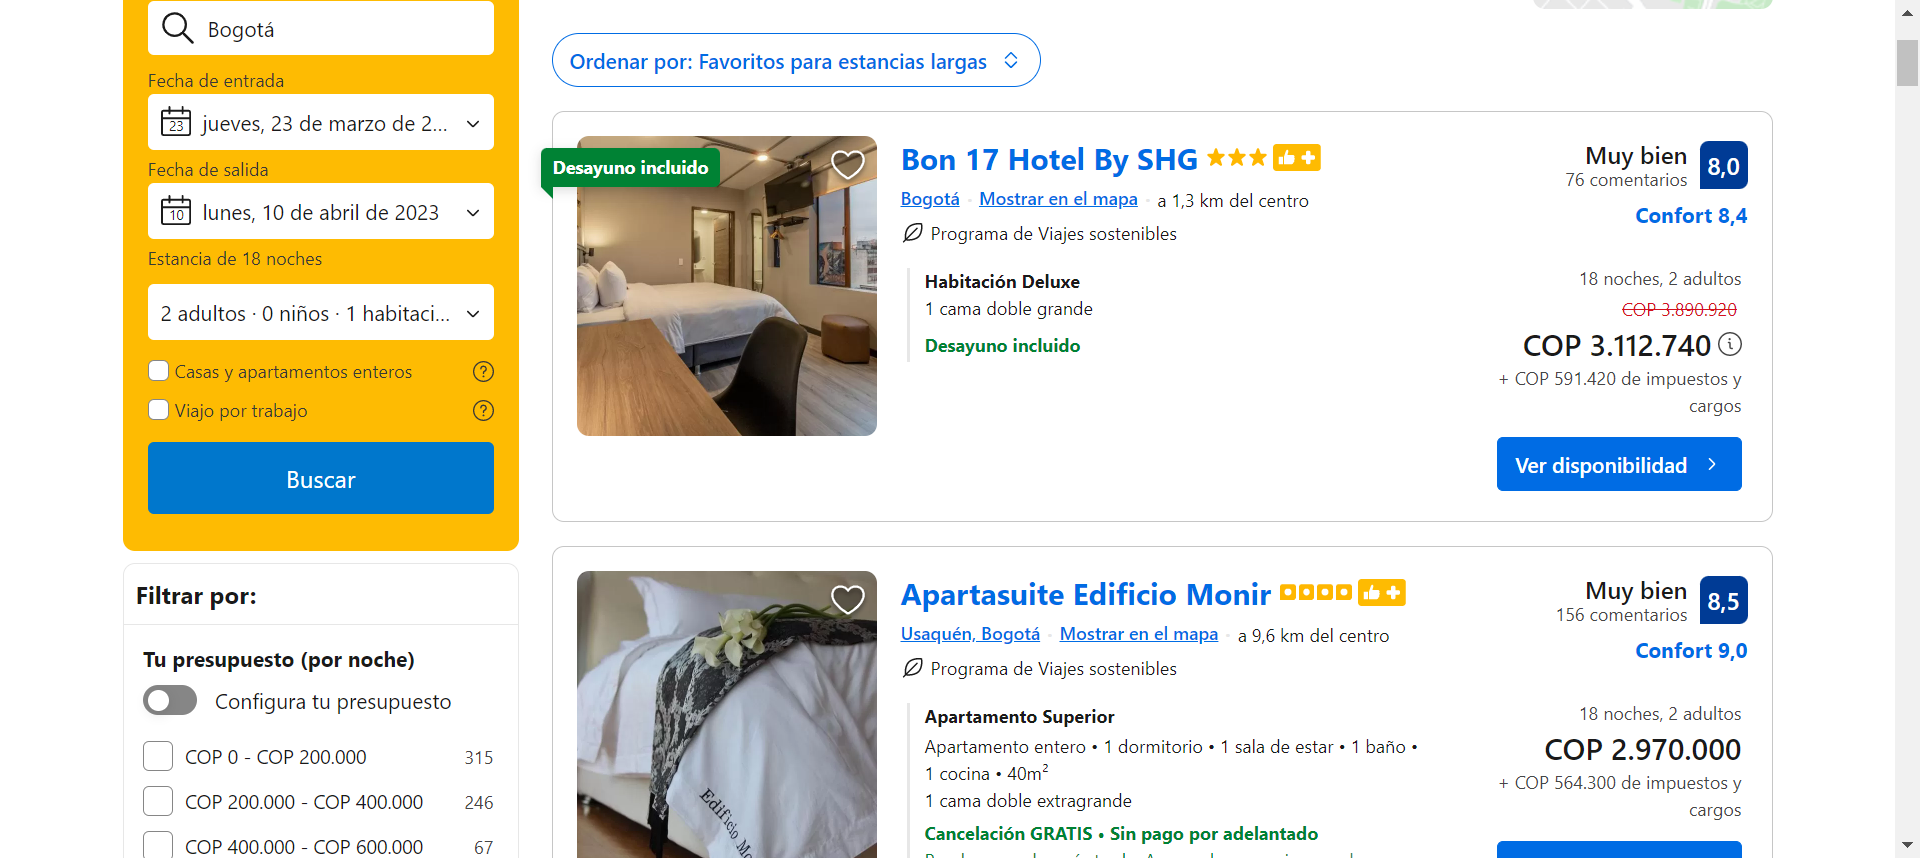 Bogotá
Fecha de entrada
23
jueves, 23 de marzo de 2...
Fecha de salida
10
lunes, 10 de abril de 2023
Estancia de 18 noches
2 adultos · 0 niños · 1 habitaci...
Casas y apartamentos enteros
Viajo por trabajo
Buscar
Filtrar por:
Tu presupuesto (por noche)
Configura tu presupuesto
COP 0 - COP 200.000 315
COP 200.000 - COP 400.000 246
COP 400.000 - COP 600.000 67
Ordenar por: Favoritos para estancias largas
Desayuno incluido
Bon 17 Hotel By SHG
Bogotá Mostrar en el mapa a 1,3 km del centro
Programa de Viajes sostenibles
Habitación Deluxe
1 cama doble grande
Desayuno incluido
Muy bien 8,0
76 comentarios
Confort 8,4
18 noches, 2 adultos
COP 3.890.920
COP 3.112.740
+ COP 591.420 de impuestos y
cargos
Ver disponibilidad
Apartasuite Edificio Monir
Usaquén, Bogotá Mostrar en el mapa a 9,6 km del centro
Programa de Viajes sostenibles
Apartamento Superior
Apartamento entero • 1 dormitorio • 1 sala de estar • 1 baño •
1 cocina • 40m²
1 cama doble extragrande
Cancelación GRATIS • Sin pago por adelantado
Muy bien 8,5
156 comentarios
Confort 9,0
18 noches, 2 adultos
COP 2.970.000
+ COP 564.300 de impuestos y
cargos
Edificio